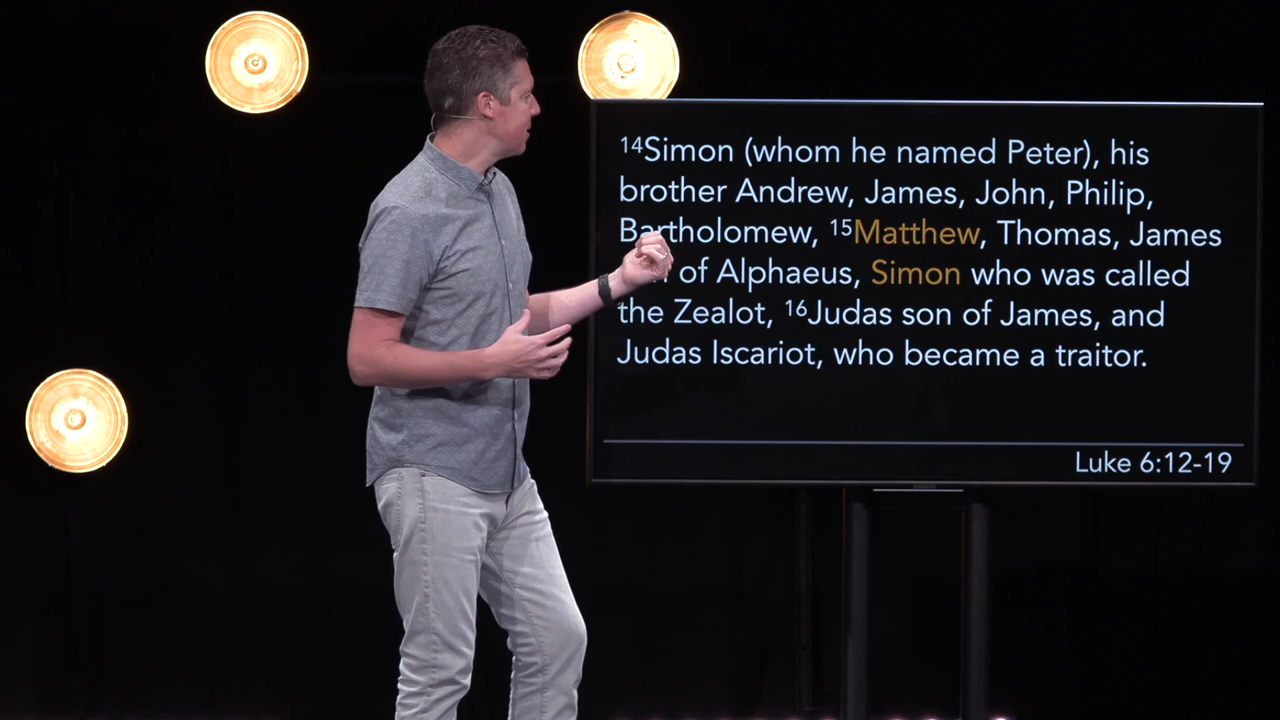 14Simon (whom he named Peter), his
brother Andrew, James, John, Philip,
Bartholomew, 15Matthew, Thomas, James
of Alphaeus, Simon who was called
the Zealot, 16Judas son of James, and
Judas Iscariot, who became a traitor.
Luke 6:12-19